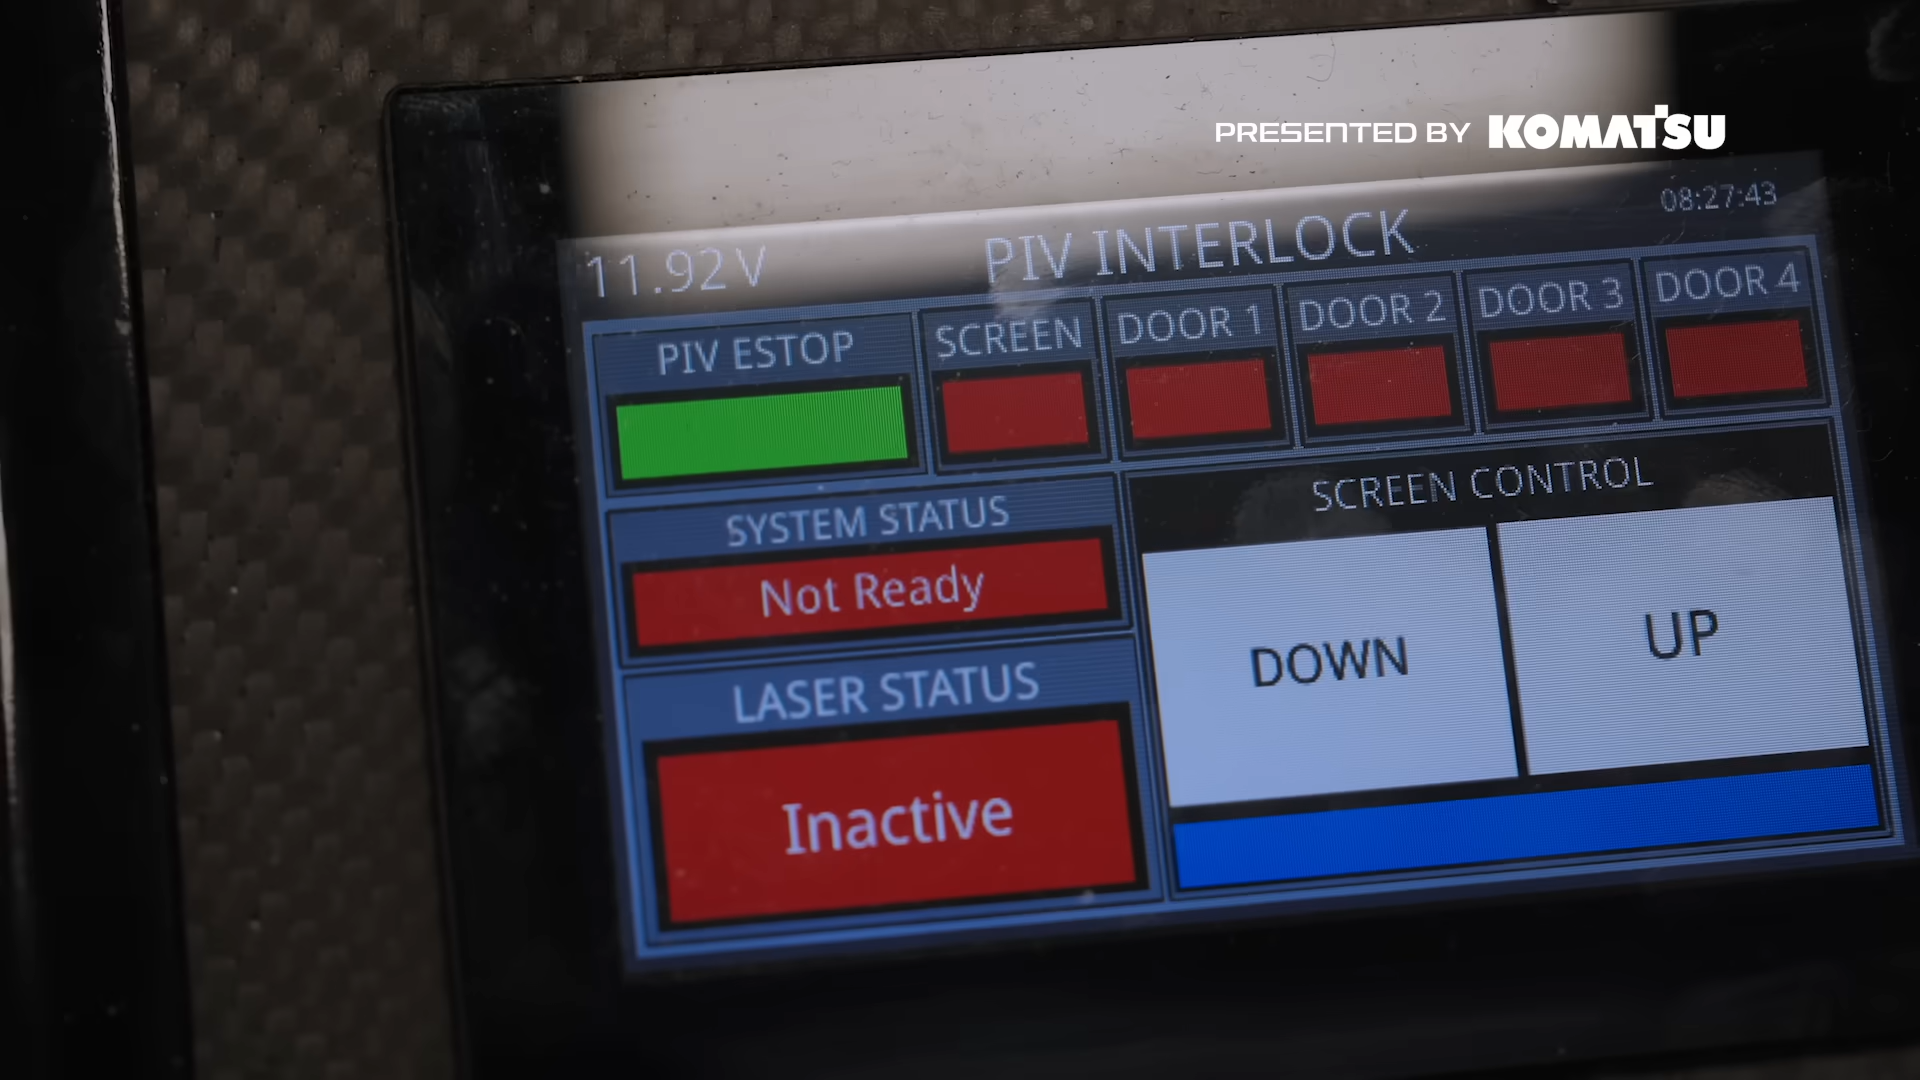 PRESENTED BY KOMATSU
11.92 V
PIV INTERLOCK
08:27:43
PIV ESTOP
SCREEN
DOOR 1
DOOR 2
DOOR 3
DOOR 4
SYSTEM STATUS
Not Ready
LASER STATUS
Inactive
SCREEN CONTROL
DOWN
UP